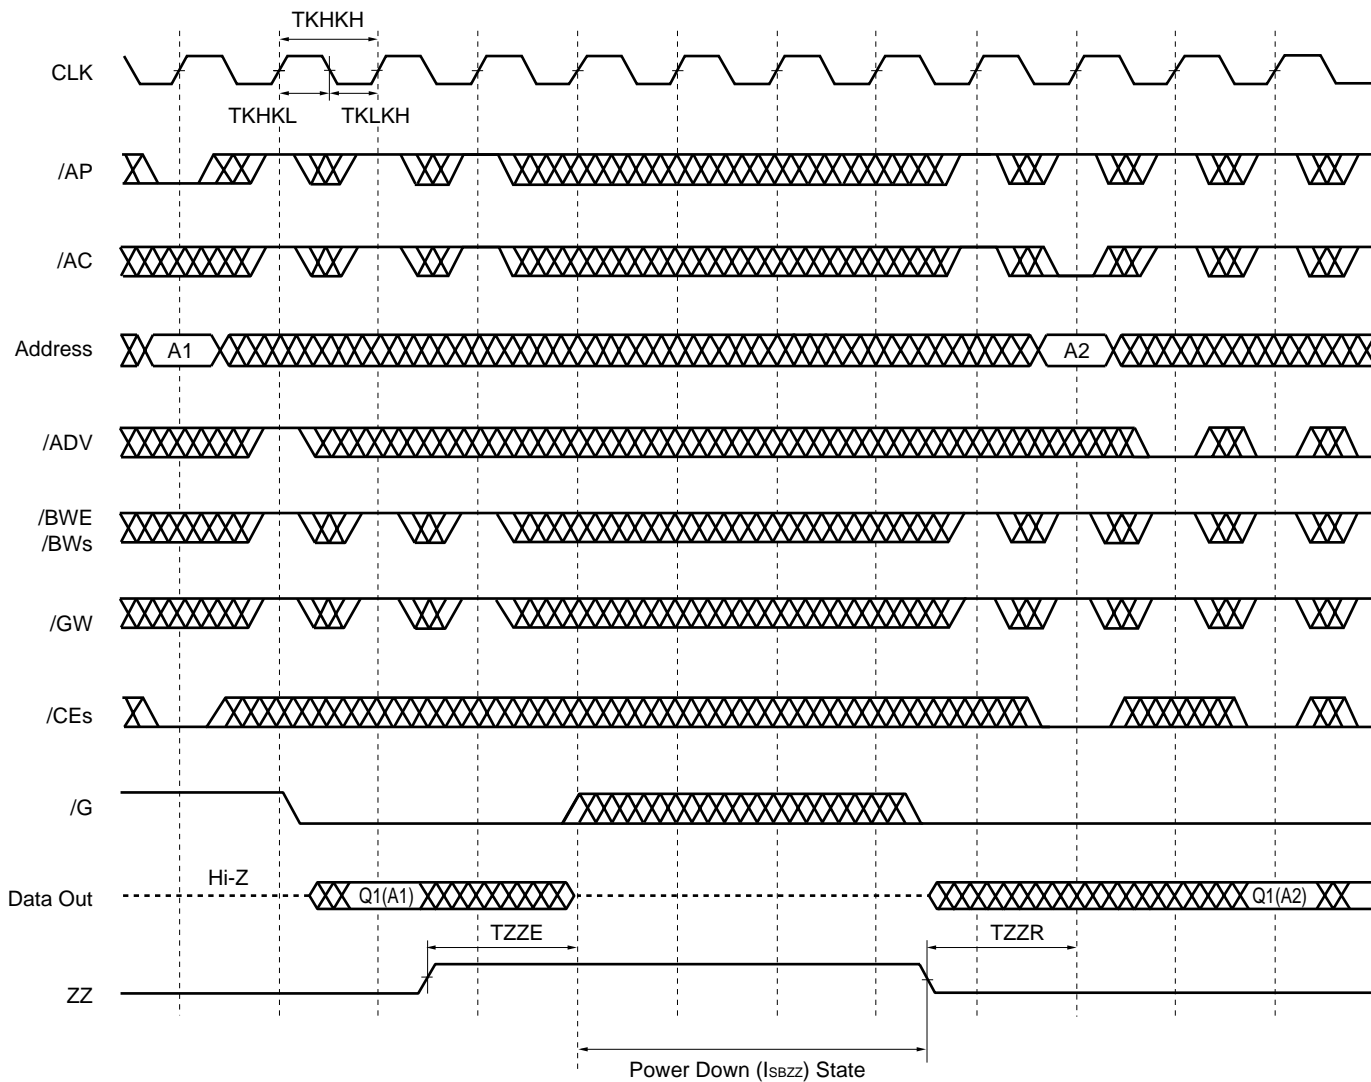 TKHKH
CLK
TKHKL TKLKH
/AP
/AC
Address A1 A2
/ADV
/BWE
/BWs
/GW
/CEs
/G
Hi-Z
Data Out Q1(A1) Q1(A2)
TZZE TZZR
ZZ
Power Down (ISBZZ) State